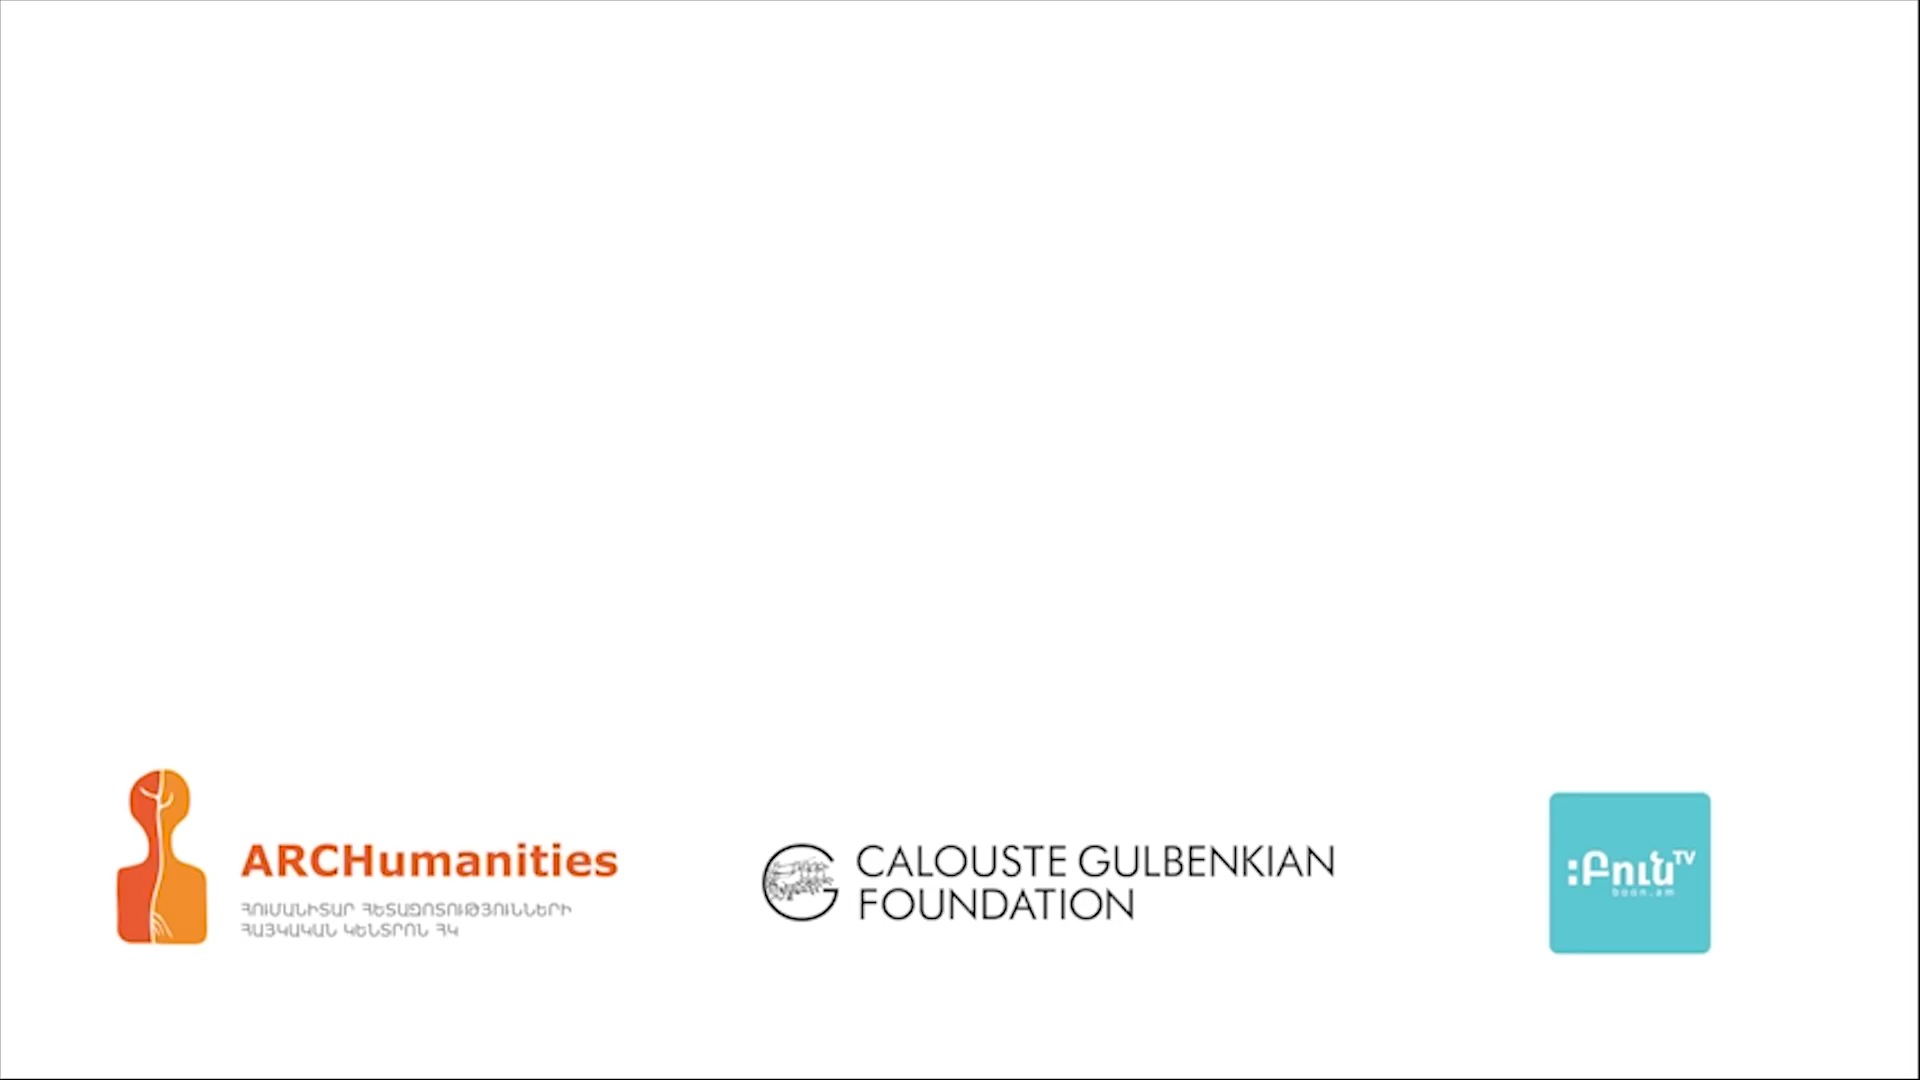 ARCHumanities
ՀՈՒՄԱՆԻՏԱՐ ՀԵՏԱԶՈՏՈՒԹՅՈՒՆՆԵՐԻ
ՀԱՅԿԱԿԱՆ ԿԵՆՏՐՈՆ ՀԿ
CALOUSTE GULBENKIAN
FOUNDATION
:Բուն TV
boon.am